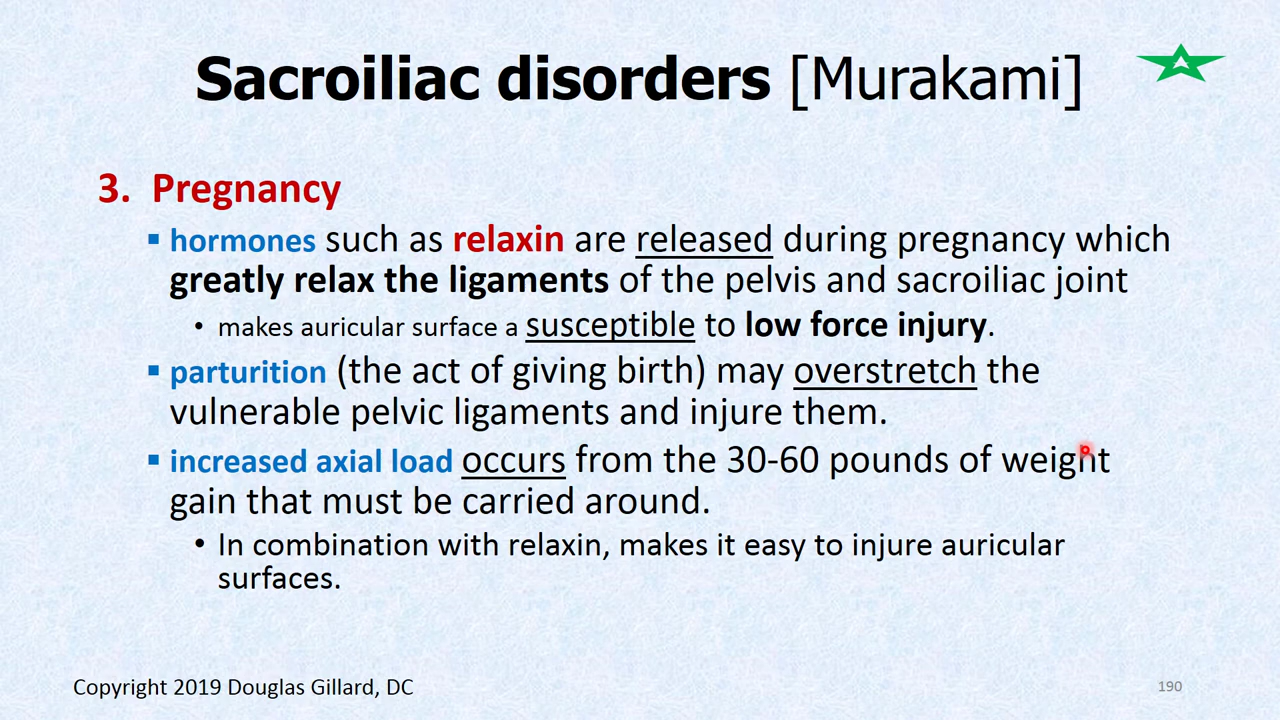 Sacroiliac disorders [Murakami]
3. Pregnancy
▪ hormones such as relaxin are released during pregnancy which
greatly relax the ligaments of the pelvis and sacroiliac joint
• makes auricular surface a susceptible to low force injury.
▪ parturition (the act of giving birth) may overstretch the
vulnerable pelvic ligaments and injure them.
▪ increased axial load occurs from the 30-60 pounds of weight
gain that must be carried around.
• In combination with relaxin, makes it easy to injure auricular
surfaces.
Copyright 2019 Douglas Gillard, DC
190